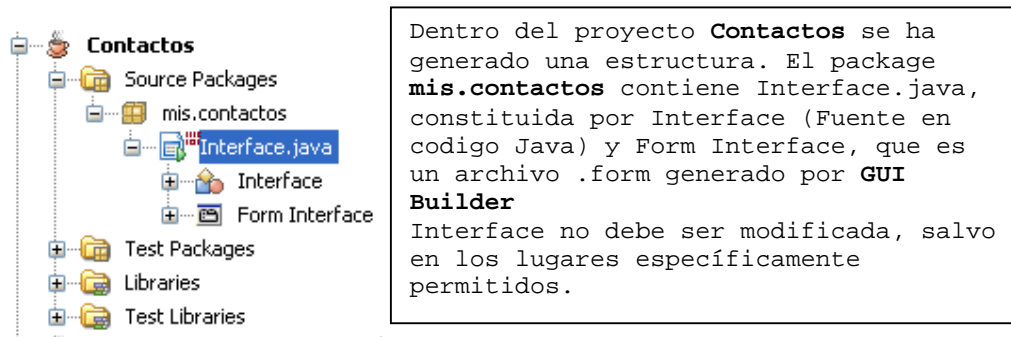 Contactos
Source Packages
mis.contactos
Interface.java
Interface
Form Interface
Test Packages
Libraries
Test Libraries
Dentro del proyecto Contactos se ha
generado una estructura. El package
mis.contactos contiene Interface.java,
constituida por Interface (Fuente en
codigo Java) y Form Interface, que es
un archivo .form generado por GUI
Builder
Interface no debe ser modificada, salvo
en los lugares específicamente
permitidos.